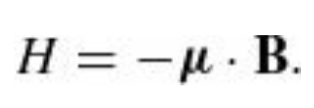 H = −μ · B.